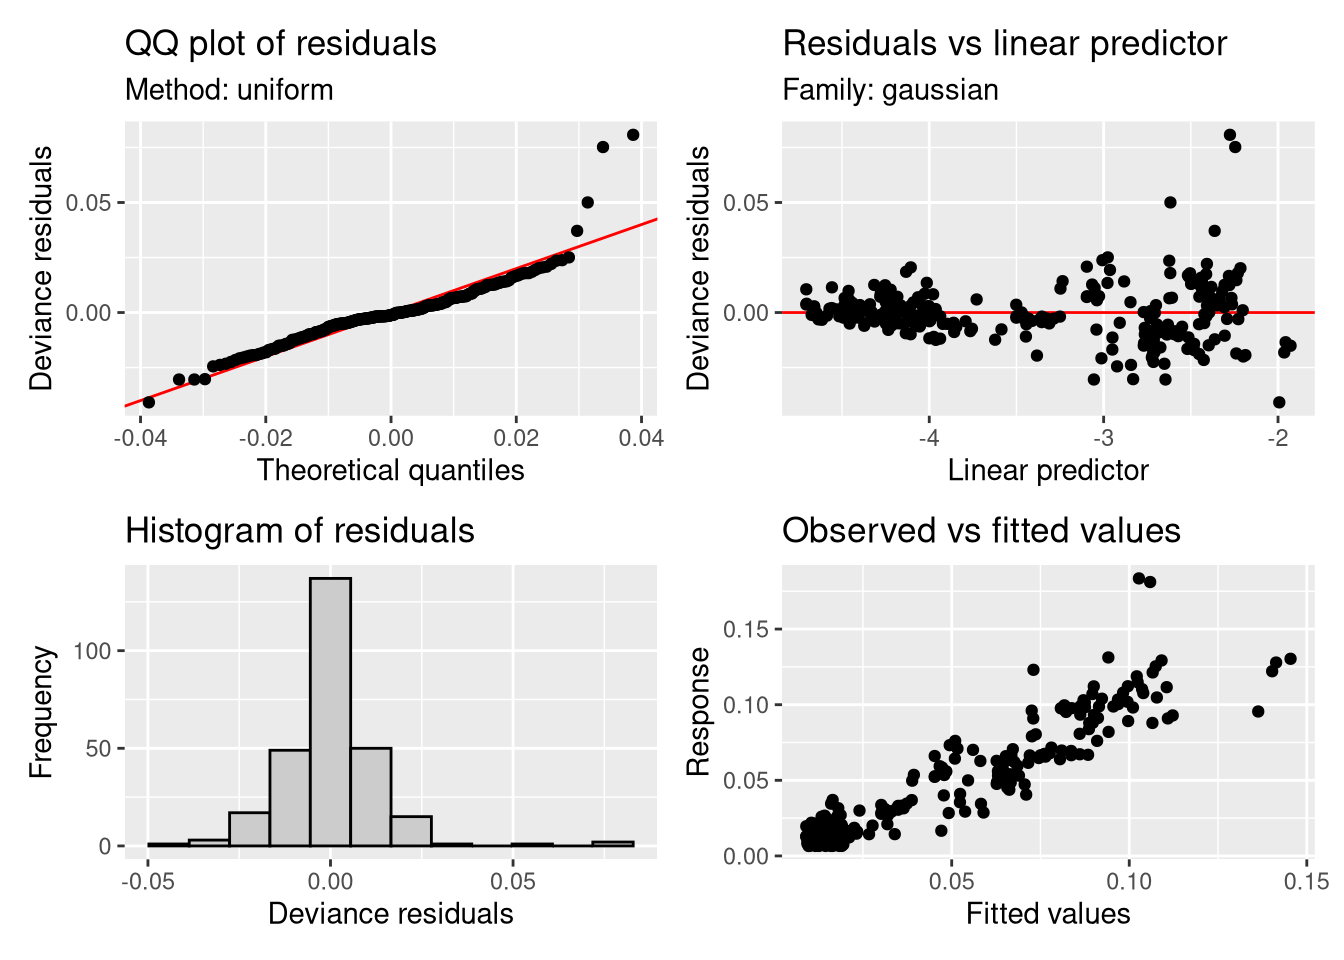 QQ plot of residuals
Method: uniform
Deviance residuals
0.05
0.00
-0.04
-0.02
0.00
0.02
0.04
Theoretical quantiles
Residuals vs linear predictor
Family: gaussian
Deviance residuals
0.05
0.00
-4
-3
-2
Linear predictor
Histogram of residuals
Frequency
100
50
0
-0.05
0.00
0.05
Deviance residuals
Observed vs fitted values
Response
0.15
0.10
0.05
0.00
0.05
0.10
0.15
Fitted values